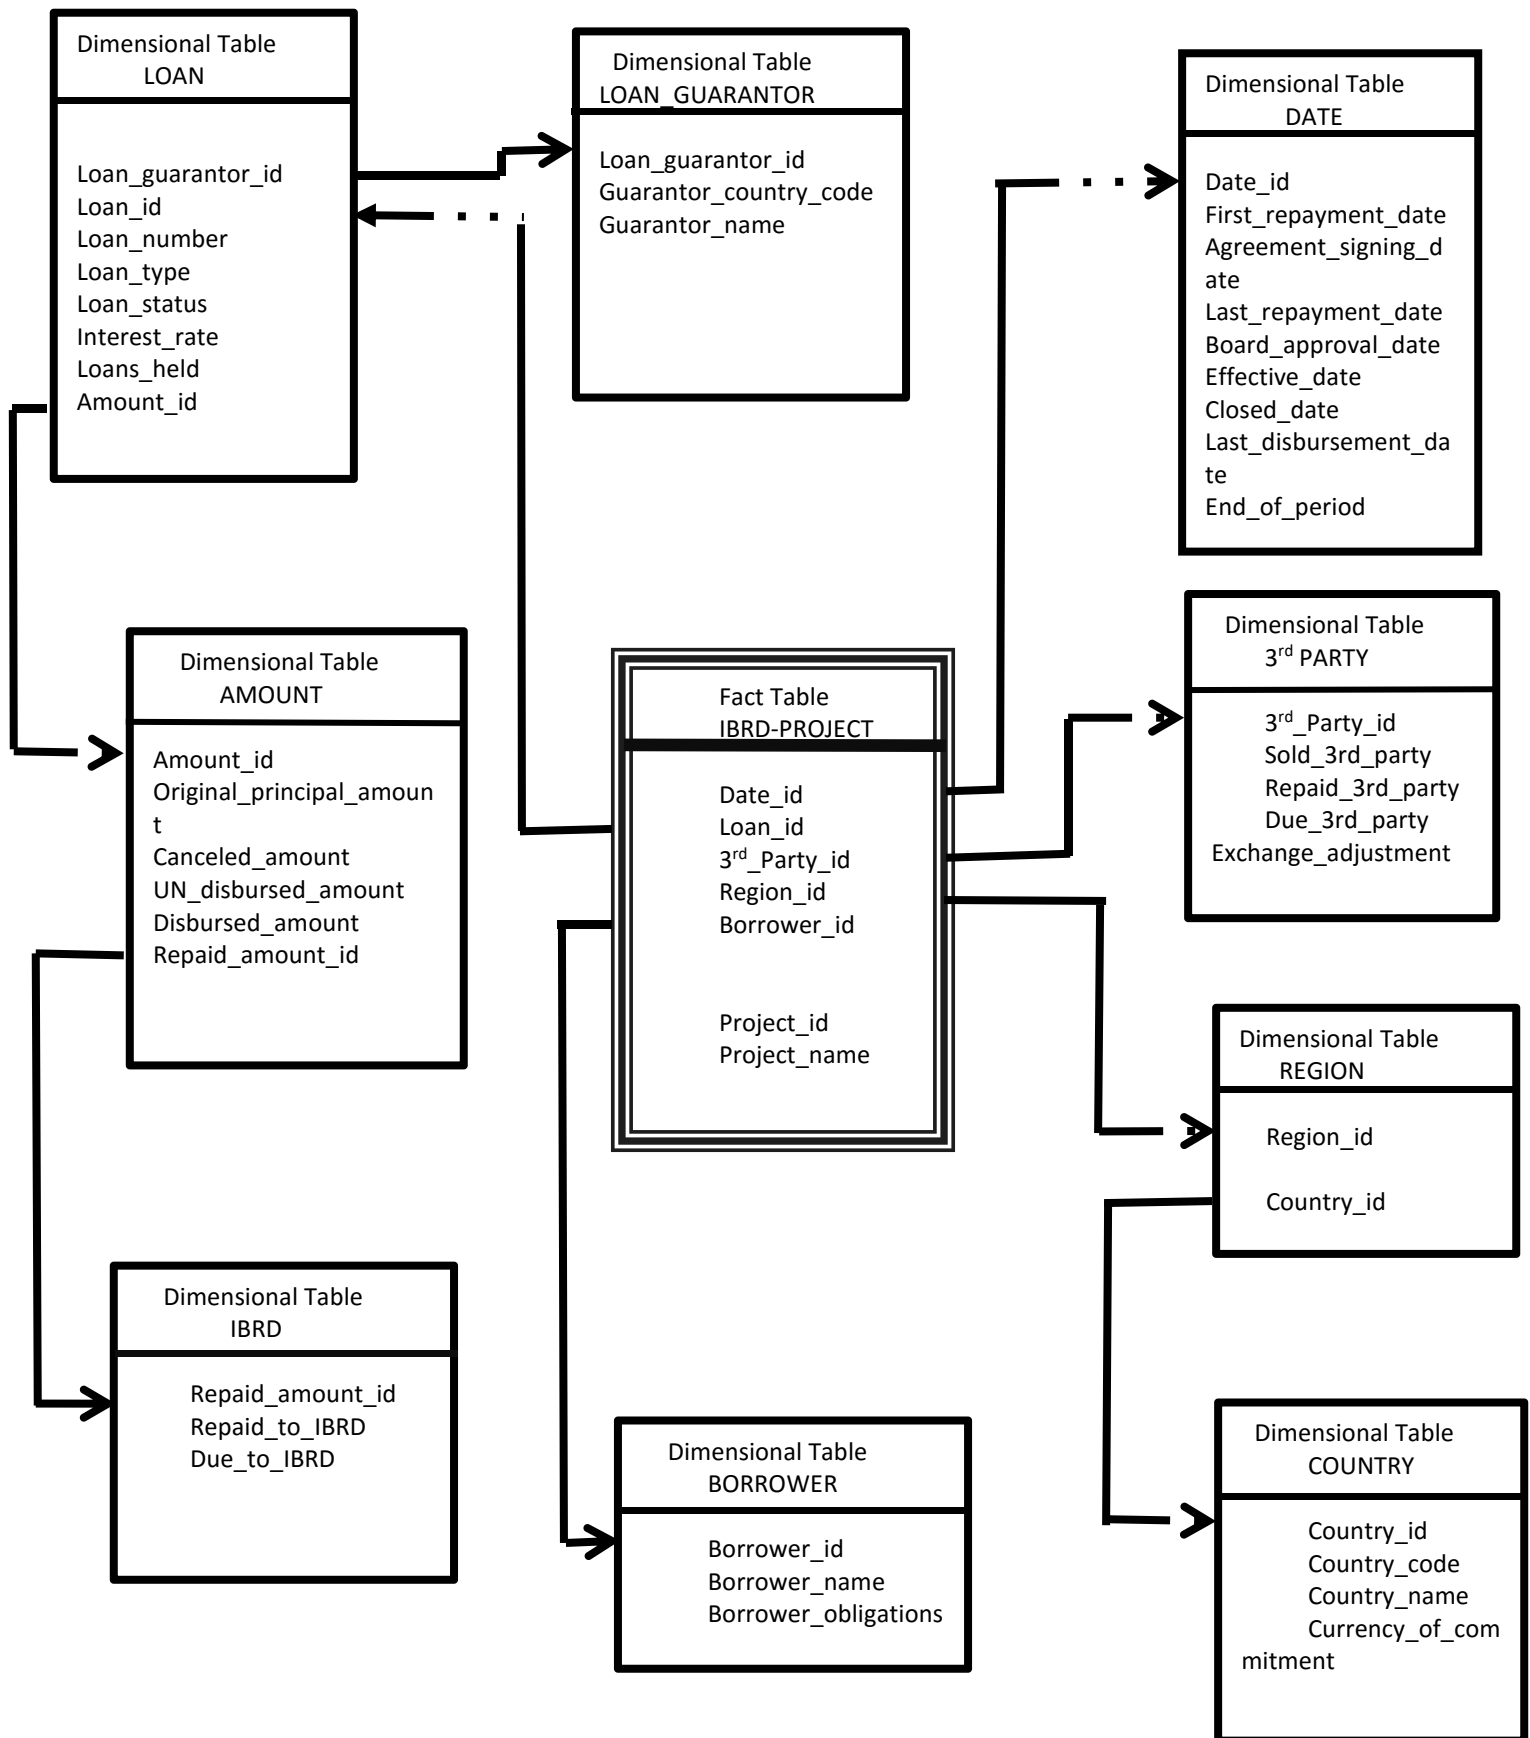 Dimensional Table
LOAN
Loan_guarantor_id
Loan_id
Loan_number
Loan_type
Loan_status
Interest_rate
Loans_held
Amount_id
Dimensional Table
LOAN_GUARANTOR
Loan_guarantor_id
Guarantor_country_code
Guarantor_name
Dimensional Table
DATE
Date_id
First_repayment_date
Agreement_signing_d
ate
Last_repayment_date
Board_approval_date
Effective_date
Closed_date
Last_disbursement_da
te
End_of_period
Dimensional Table
AMOUNT
Amount_id
Original_principal_amoun
t
Canceled_amount
UN_disbursed_amount
Disbursed_amount
Repaid_amount_id
Fact Table
IBRD-PROJECT
Date_id
Loan_id
3rd_Party_id
Region_id
Borrower_id
Project_id
Project_name
Dimensional Table
3rd PARTY
3rd_Party_id
Sold_3rd_party
Repaid_3rd_party
Due_3rd_party
Exchange_adjustment
Dimensional Table
REGION
Region_id
Country_id
Dimensional Table
IBRD
Repaid_amount_id
Repaid_to_IBRD
Due_to_IBRD
Dimensional Table
BORROWER
Borrower_id
Borrower_name
Borrower_obligations
Dimensional Table
COUNTRY
Country_id
Country_code
Country_name
Currency_of_com
mitment